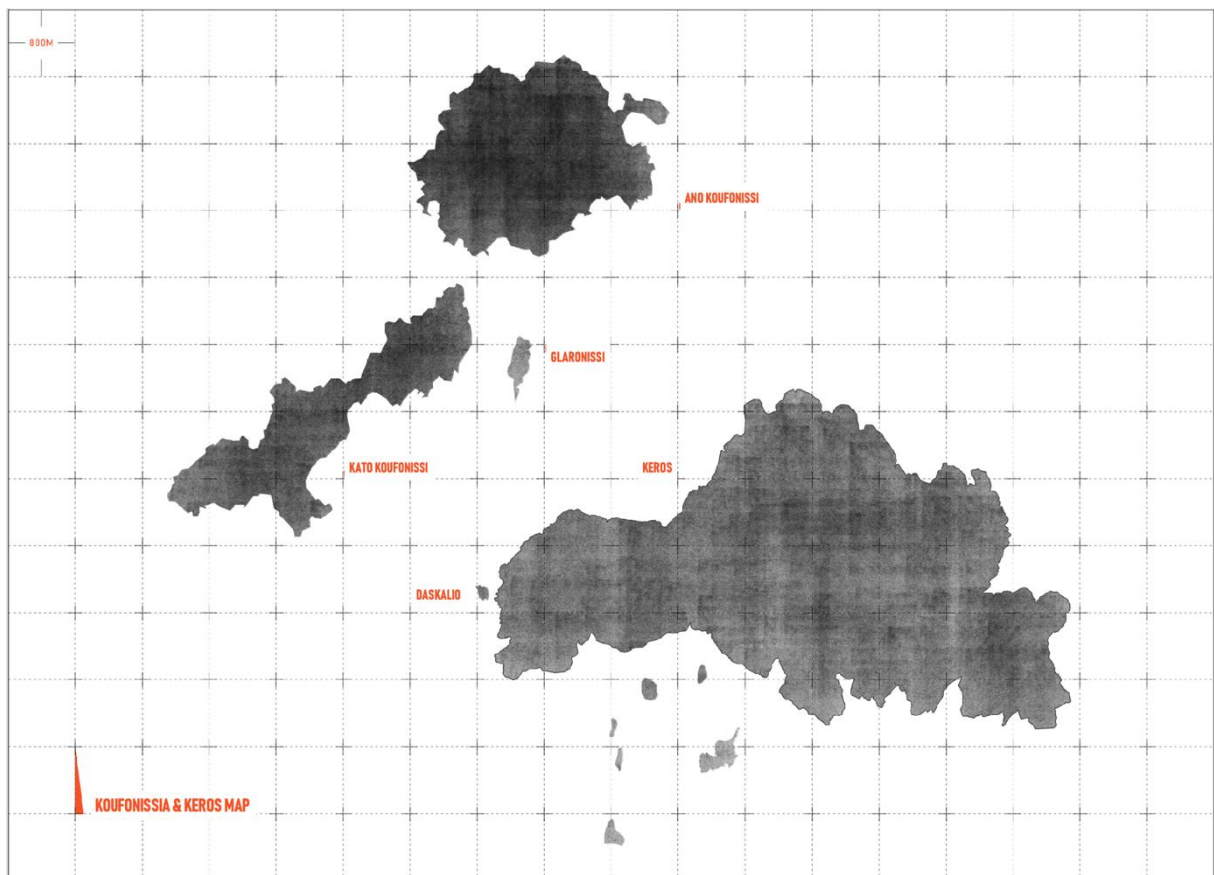 800M
ANO KOUFONISSI
GLARONISSI
KATO KOUFONISSI
KEROS
DASKALIO
KOUFONISSIA & KEROS MAP